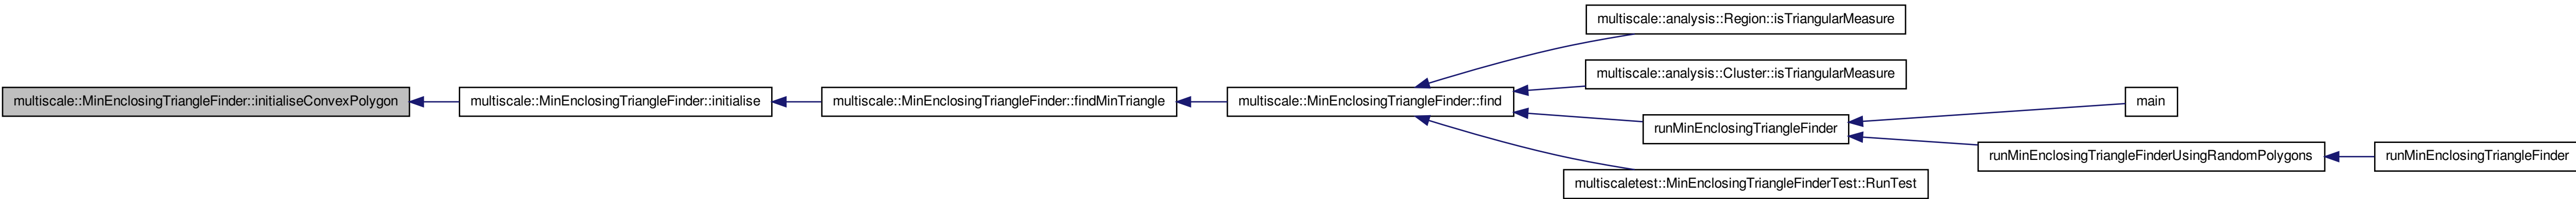 multiscale::MinEnclosingTriangleFinder::initialiseConvexPolygon
multiscale::MinEnclosingTriangleFinder::initialise
multiscale::MinEnclosingTriangleFinder::findMinTriangle
multiscale::MinEnclosingTriangleFinder::find
multiscale::analysis::Region::isTriangularMeasure
multiscale::analysis::Cluster::isTriangularMeasure
runMinEnclosingTriangleFinder
multiscaletest::MinEnclosingTriangleFinderTest::RunTest
main
runMinEnclosingTriangleFinderUsingRandomPolygons
runMinEnclosingTriangleFinder